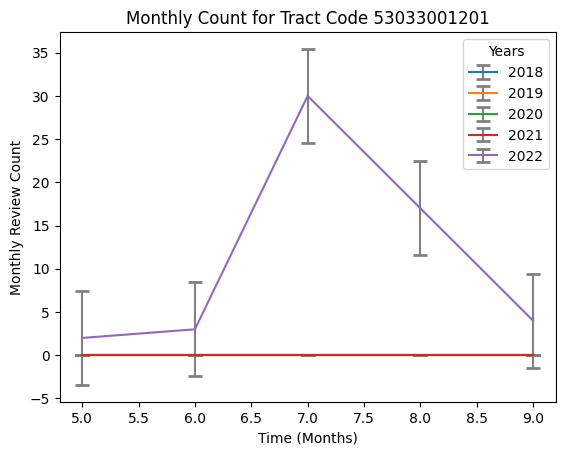 Monthly Count for Tract Code 53033001201
Monthly Review Count
35
30
25
20
15
10
5
0
−5
Years
2018
2019
2020
2021
2022
5.0 5.5 6.0 6.5 7.0 7.5 8.0 8.5 9.0
Time (Months)